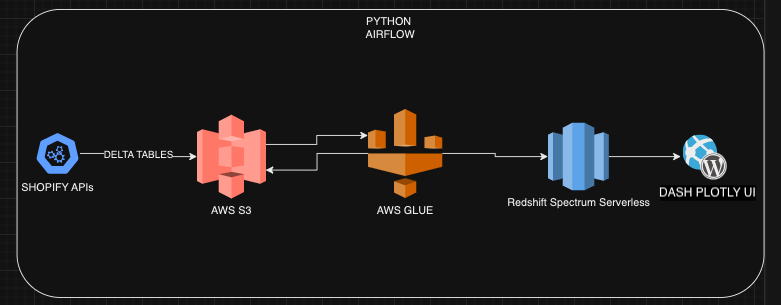 PYTHON
AIRFLOW
DELTA TABLES
SHOPIFY APIs
AWS S3
AWS GLUE
Redshift Spectrum Serverless
W
DASH PLOTLY UI